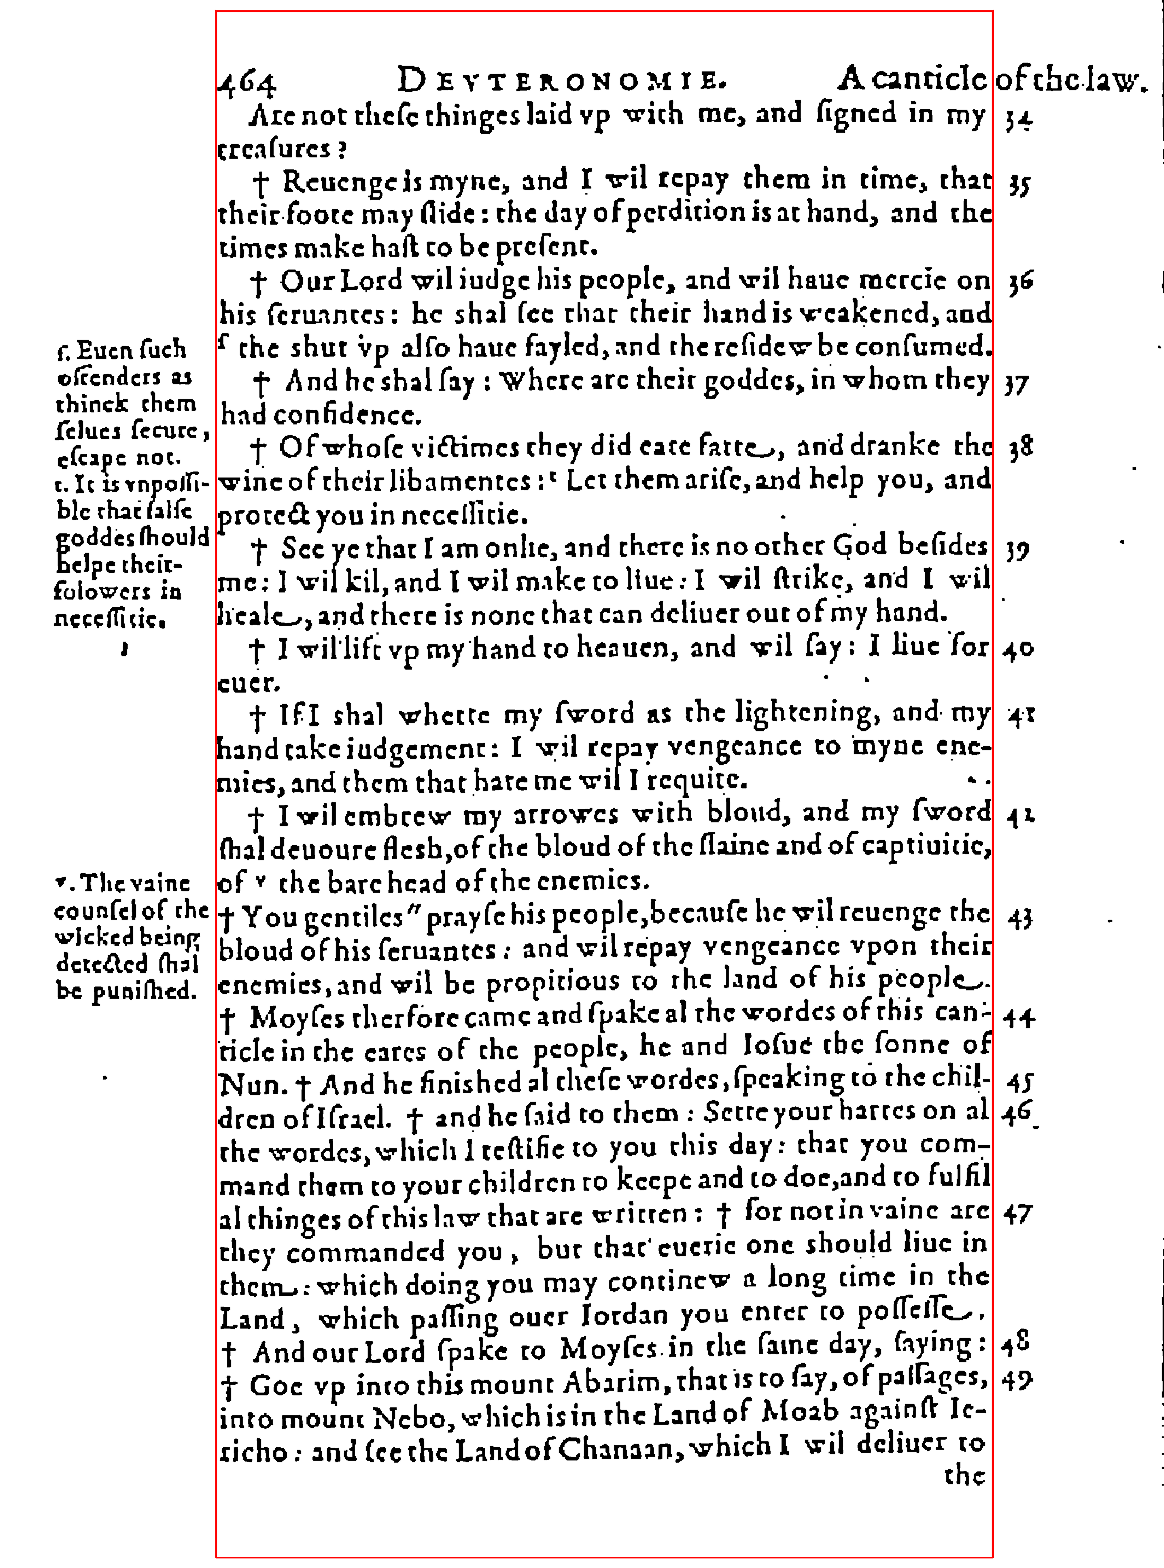 464 DEVTERONOMIE. A canticle of the law.
Are not theſe thinges laid vp with me, and ſigned in my 34
treaſures?
† Reuenge is myne, and I wil repay them in time, that 35
their foote may ſlide: the day of perdition is at hand, and the
times make haſt to be preſent.
† Our Lord wil iudge his people, and wil haue mercie on 36
his ſeruantes: he shal ſee that their hand is weakened, and
ſ the shut vp alſo haue fayled, and the reſidew be conſumed.
† And he shal ſay: Where are their goddes, in whom they 37
had confidence.
† Of whoſe victimes they did eate fatte, and dranke the 38
wine of their libamentes: t Let them ariſe, and help you, and
protect you in neceſſitie.
† See ye that I am onlie, and there is no other God beſides 39
me: I wil kil, and I wil make to liue: I wil ſtrike, and I wil
heale, and there is none that can deliuer out of my hand.
† I wil lift vp my hand to heauen, and wil ſay: I liue for 40
euer.
† If I shal whette my ſword as the lightening, and my 41
hand take iudgement: I wil repay vengeance to myne ene-
mies, and them that hate me wil I requite.
† I wil embrew my arrowes with bloud, and my ſword 42
ſhal deuoure flesh, of the bloud of the ſlaine and of captiuitie,
of v the bare head of the enemies.
† You gentiles " prayſe his people, becauſe he wil reuenge the 43
bloud of his ſeruantes: and wil repay vengeance vpon their
enemies, and wil be propitious to the land of his people.
† Moyſes therfore came and ſpake al the wordes of this can- 44
ticle in the eares of the people, he and Ioſue the ſonne of
Nun. † And he finished al theſe wordes, ſpeaking to the chil- 45
dren of Iſrael. † and he ſaid to them: Sette your hartes on al 46
the wordes, which I teſtifie to you this day: that you com-
mand them to your children to keepe and to doe, and to fulfil
al thinges of this law that are written: † for not in vaine are 47
they commanded you, but that euerie one should liue in
them: which doing you may continew a long time in the
Land, which paſſing ouer Iordan you enter to poſſeſſe.
† And our Lord ſpake to Moyſes in the ſame day, ſaying: 48
† Goe vp into this mount Abarim, that is to ſay, of paſſages, 49
into mount Nebo, which is in the Land of Moab againſt Ie-
richo: and ſee the Land of Chanaan, which I wil deliuer to
the
ſ. Euen ſuch
offenders as
thinck them
ſelues ſecure,
eſcape not.
t. It is vnpoſſi-
ble that falſe
goddes ſhould
helpe their
folowers in
neceſſitie.
v. The vaine
counſel of the
wicked being
detected ſhal
be puniſhed.